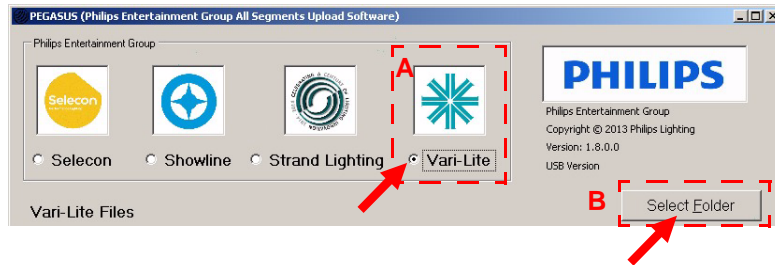 PEGASUS (Philips Entertainment Group All Segments Upload Software)
Philips Entertainment Group
A
Selecon
PHILIPS
Philips Entertainment Group
Copyright © 2013 Philips Lighting
Version: 1.8.0.0
USB Version
Selecon Showline Strand Lighting Vari-Lite
B
Select Folder
Vari-Lite Files